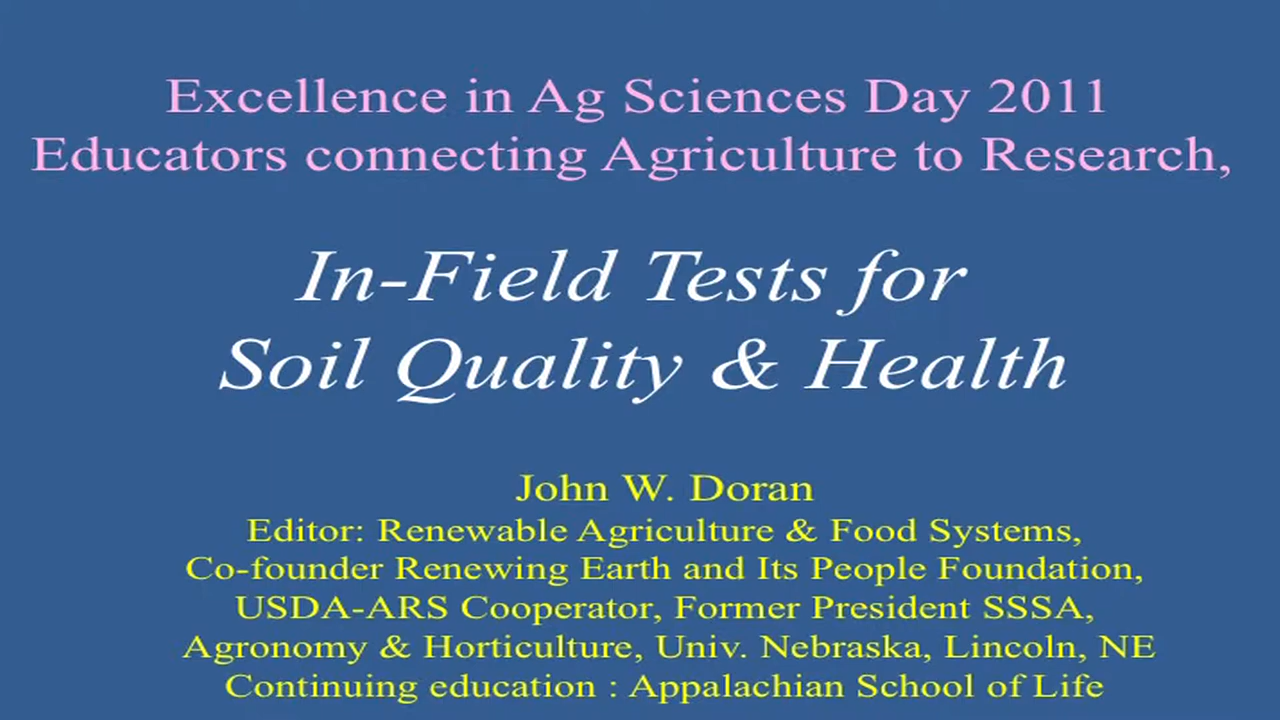 Excellence in Ag Sciences Day 2011
Educators connecting Agriculture to Research,
In-Field Tests for
Soil Quality & Health
John W. Doran
Editor: Renewable Agriculture & Food Systems,
Co-founder Renewing Earth and Its People Foundation,
USDA-ARS Cooperator, Former President SSSA,
Agronomy & Horticulture, Univ. Nebraska, Lincoln, NE
Continuing education : Appalachian School of Life